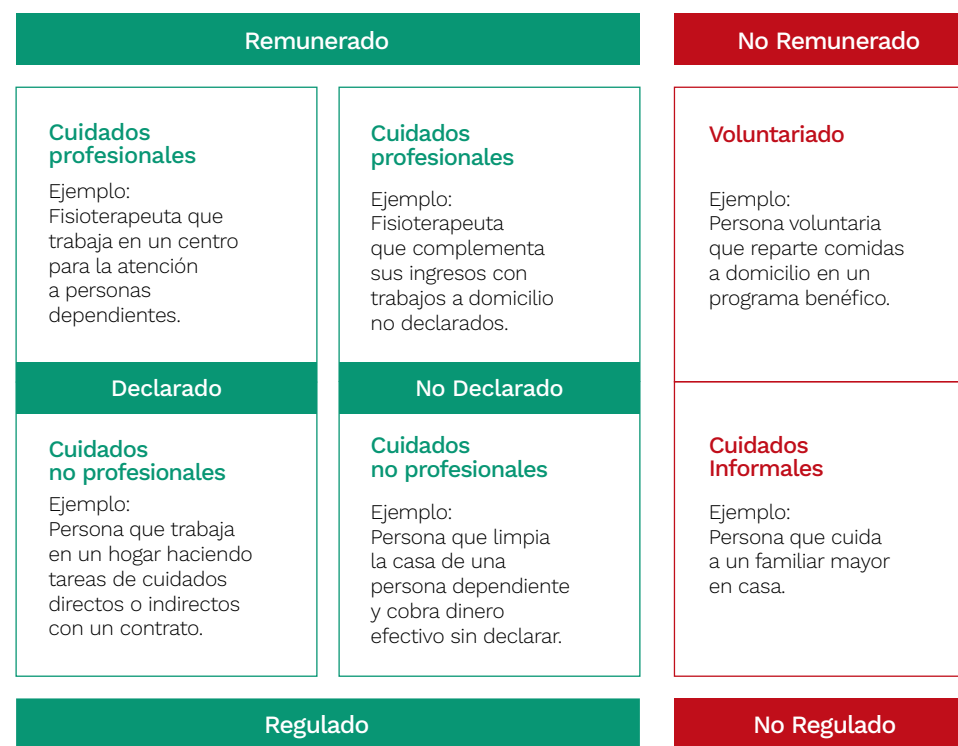 Remunerado
No Remunerado
Cuidados
profesionales
Ejemplo:
Fisioterapeuta que
trabaja en un centro
para la atención
a personas
dependientes.
Cuidados
profesionales
Ejemplo:
Fisioterapeuta
que complementa
sus ingresos con
trabajos a domicilio
no declarados.
Voluntariado
Ejemplo:
Persona voluntaria
que reparte comidas
a domicilio en un
programa benéfico.
Declarado
No Declarado
Cuidados
no profesionales
Ejemplo:
Persona que trabaja
en un hogar haciendo
tareas de cuidados
directos o indirectos
con un contrato.
Cuidados
no profesionales
Ejemplo:
Persona que limpia
la casa de una
persona dependiente
y cobra dinero
efectivo sin declarar.
Cuidados
Informales
Ejemplo:
Persona que cuida
a un familiar mayor
en casa.
Regulado
No Regulado